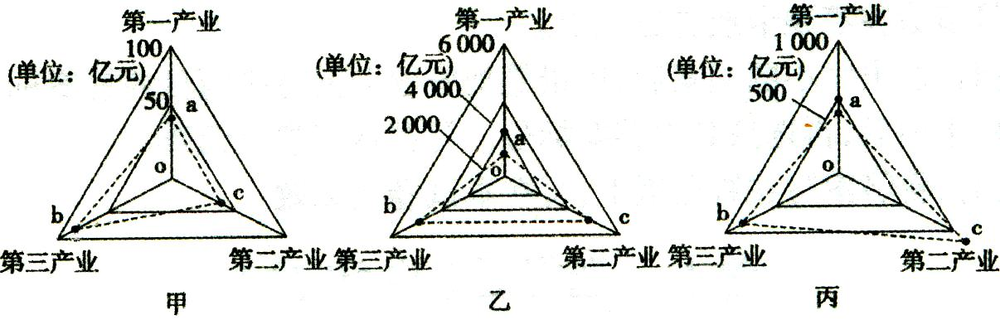 第一产业
100
(单位：亿元)
50
a
o
b
c
第三产业
第二产业
甲
第一产业
6 000
(单位：亿元)
4 000
2 000
a
o
b
c
第三产业
第二产业
乙
第一产业
1 000
(单位：亿元)
500
a
o
b
c
第三产业
第二产业
丙